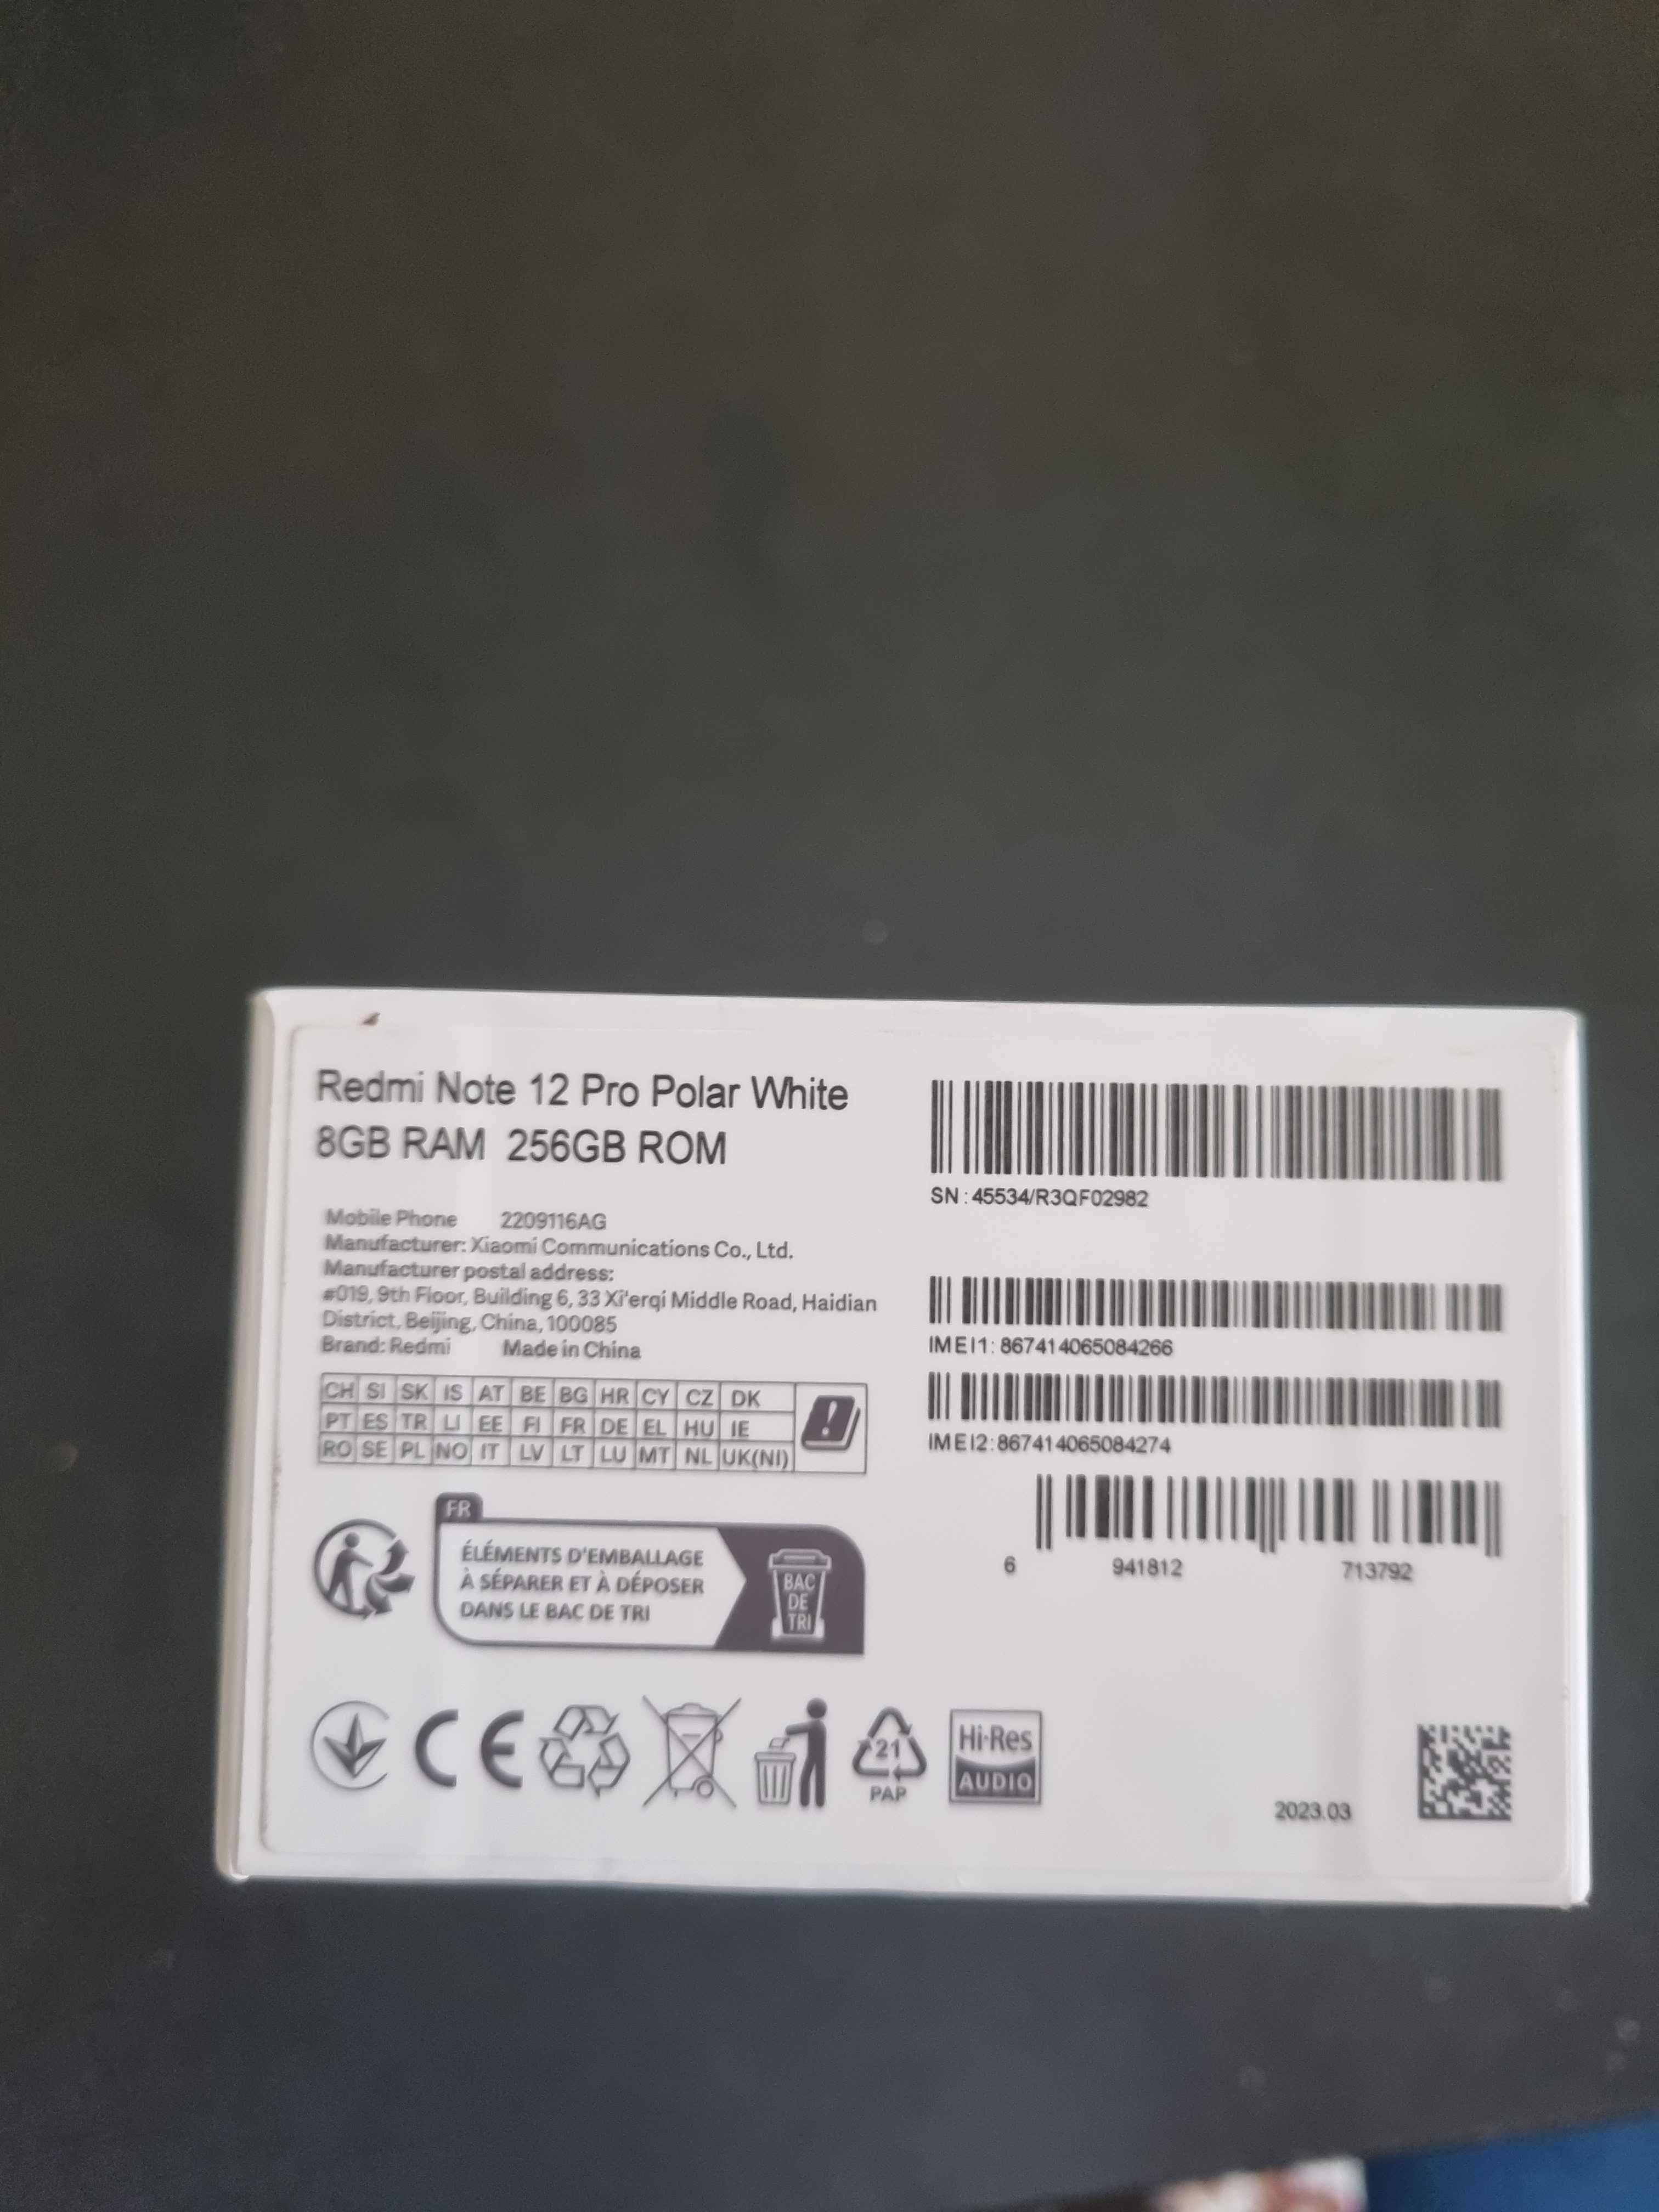 Redmi Note 12 Pro Polar White
8GB RAM 256GB ROM
Mobile Phone 2209116AG
Manufacturer: Xiaomi Communications Co., Ltd.
Manufacturer postal address:
#019, 9th Floor, Building 6, 33 Xi'erqi Middle Road, Haidian
District, Beijing, China, 100085
Brand: Redmi Made in China
CH SI SK IS AT BE BG HR CY CZ DK
PT ES TR LI EE FI FR DE EL HU IE
RO SE PL NO IT LV LT LU MT NL UK(NI)
FR
ÉLÉMENTS D'EMBALLAGE
À SÉPARER ET À DÉPOSER
DANS LE BAC DE TRI
BAC
DE
TRI
CE
21
PAP
Hi-Res
AUDIO
SN: 45534/R3QF02982
IMEI1: 867414065084266
IMEI2: 867414065084274
6 941812 713792
2023.03